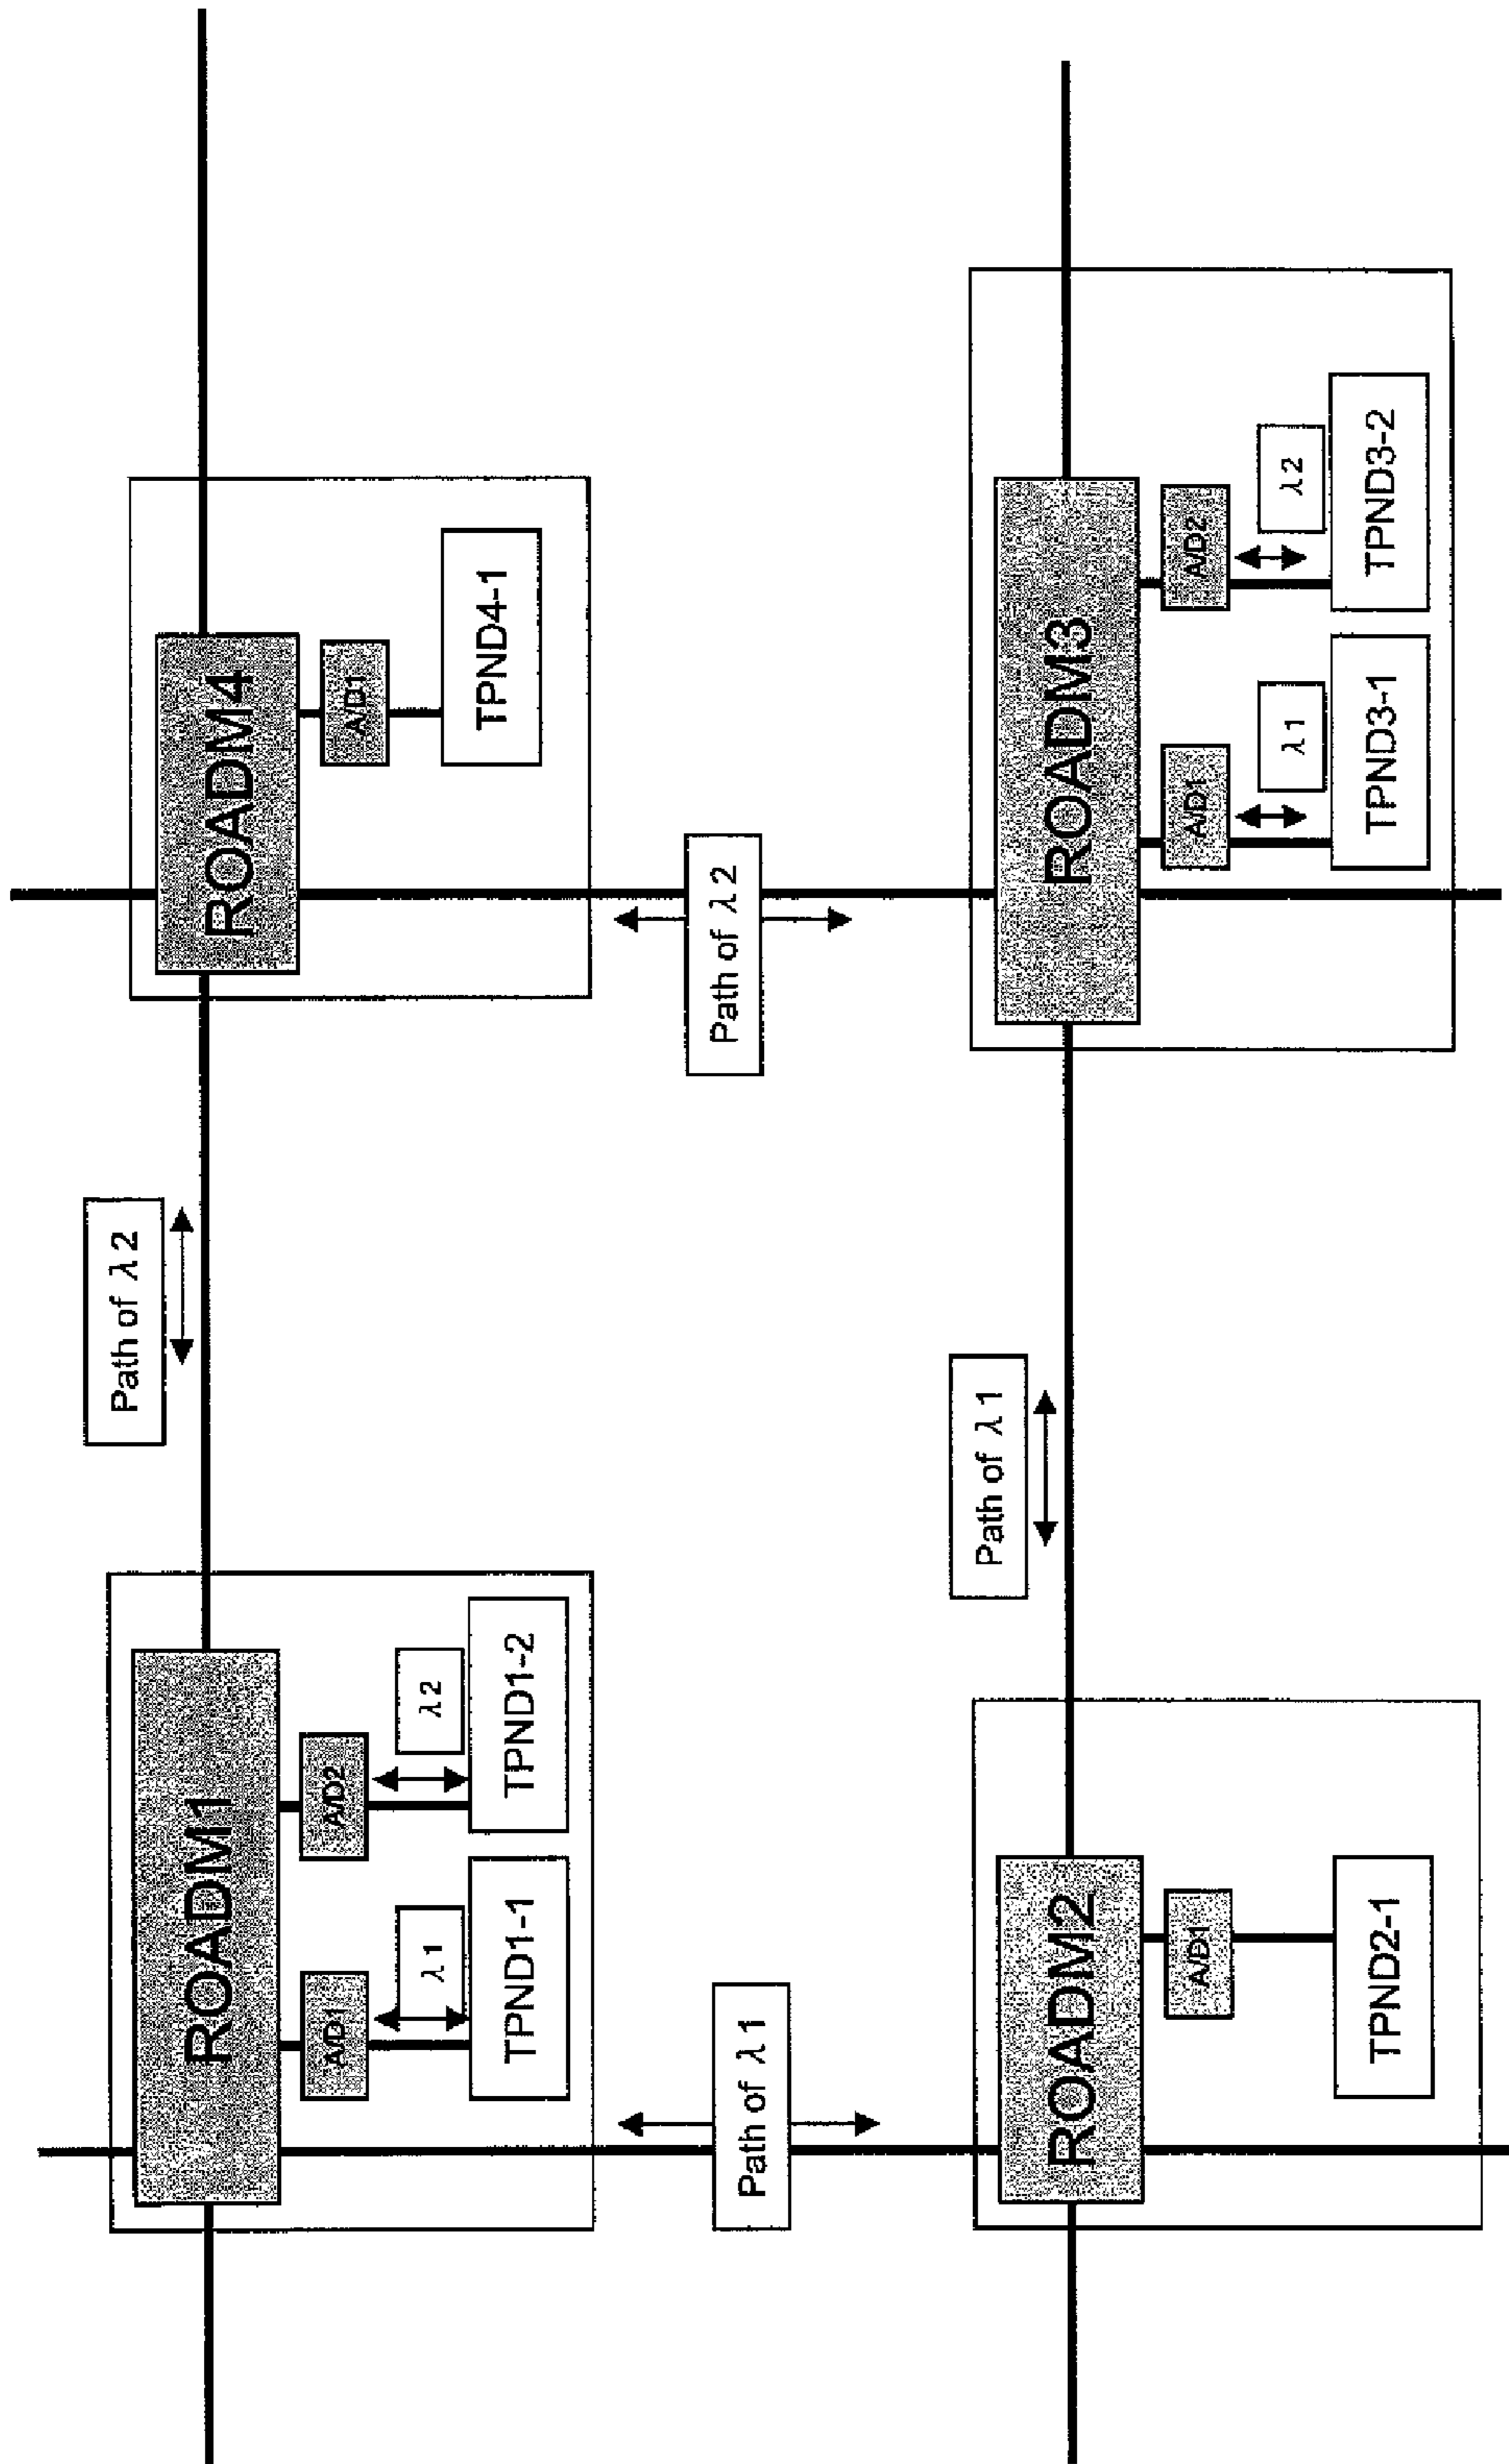 ROADM1
A/D1
A/D2
λ1
λ2
TPND1-1
TPND1-2
Path of λ2
ROADM4
A/D1
TPND4-1
Path of λ1
Path of λ2
ROADM2
A/D1
TPND2-1
Path of λ1
ROADM3
A/D1
A/D2
λ1
λ2
TPND3-1
TPND3-2